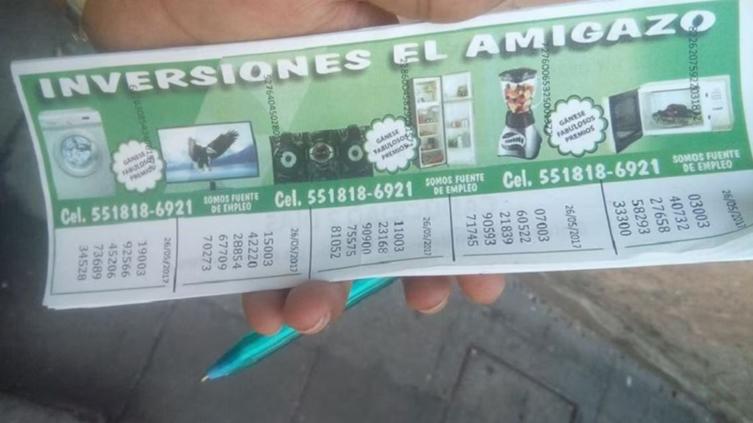 INVERSIONES EL AMIGAZO
GÁNESE
FABULOSOS
PREMIOS
GÁNESE
FABULOSOS
PREMIOS
GÁNESE
FABULOSOS
PREMIOS
Cel. 551818-6921
SOMOS FUENTE
DE EMPLEO
Cel. 551818-6921
SOMOS FUENTE
DE EMPLEO
Cel. 551818-6921
SOMOS FUENTE
DE EMPLEO
26/05/2017
19003
92566
45206
73689
34528
26/05/2017
15003
42220
28854
67709
70273
26/05/2017
11003
23168
90900
75575
81052
26/05/2017
07003
60522
21839
90593
71745
26/05/2017
03003
40732
27658
58293
33300